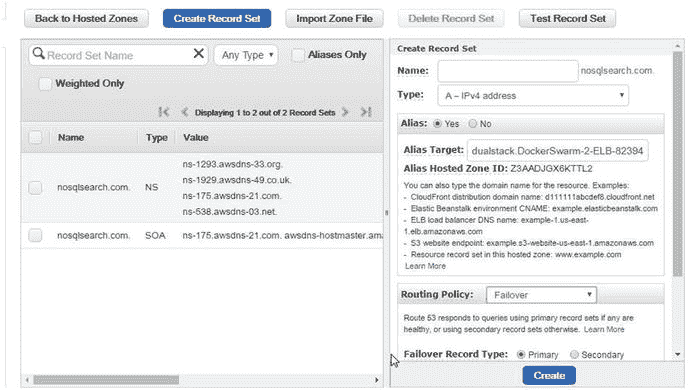 Back to Hosted Zones
Create Record Set
Import Zone File
Delete Record Set
Test Record Set
Record Set Name
Any Type
Aliases Only
Weighted Only
Displaying 1 to 2 out of 2 Record Sets
Name Type Value
nosqlsearch.com. NS
ns-1293.awsdns-33.org.
ns-1929.awsdns-49.co.uk.
ns-175.awsdns-21.com.
ns-538.awsdns-03.net.
nosqlsearch.com. SOA ns-175.awsdns-21.com. awsdns-hostmaster.ama
Create Record Set
Name: nosqlsearch.com.
Type: A – IPv4 address
Alias: Yes No
Alias Target: dualstack.DockerSwarm-2-ELB-82394
Alias Hosted Zone ID: Z3AADJGX6KTTL2
You can also type the domain name for the resource. Examples:
- CloudFront distribution domain name: d111111abcdef8.cloudfront.net
- Elastic Beanstalk environment CNAME: example.elasticbeanstalk.com
- ELB load balancer DNS name: example-1.us-east-
1.elb.amazonaws.com
- S3 website endpoint: example.s3-website-us-east-1.amazonaws.com
- Resource record set in this hosted zone: www.example.com
Learn More
Routing Policy: Failover
Route 53 responds to queries using primary record sets if any are
healthy, or using secondary record sets otherwise. Learn More
Failover Record Type: Primary Secondary
Create